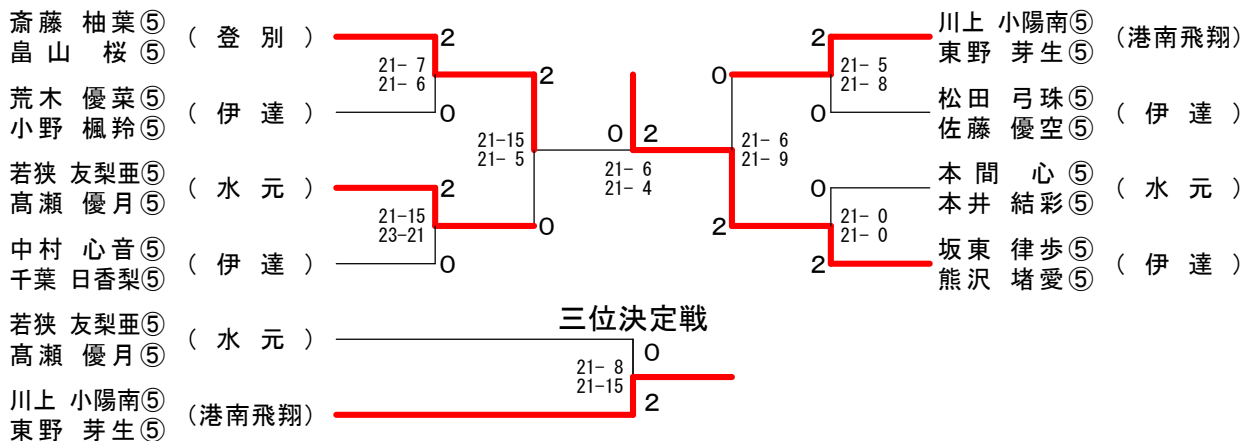 斎藤 柚葉⑤
畠山 桜⑤
(登別)
2
21-7
21-6
荒木 優菜⑤
小野 楓羚⑤
(伊達)
0
2
21-15
21-5
若狭 友梨亜⑤
髙瀬 優月⑤
(水元)
2
21-15
23-21
0
中村 心音⑤
千葉 日香梨⑤
(伊達)
0
0 2
21-6
21-4
川上 小陽南⑤
東野 芽生⑤
(港南飛翔)
2
21-5
21-8
0
松田 弓珠⑤
佐藤 優空⑤
(伊達)
0
21-6
21-9
本間 心⑤
本井 結彩⑤
(水元)
0
21-0
21-0
2
坂東 律歩⑤
熊沢 堵愛⑤
(伊達)
2
三位決定戦
若狭 友梨亜⑤
髙瀬 優月⑤
(水元)
0
21-8
21-15
川上 小陽南⑤
東野 芽生⑤
(港南飛翔)
2